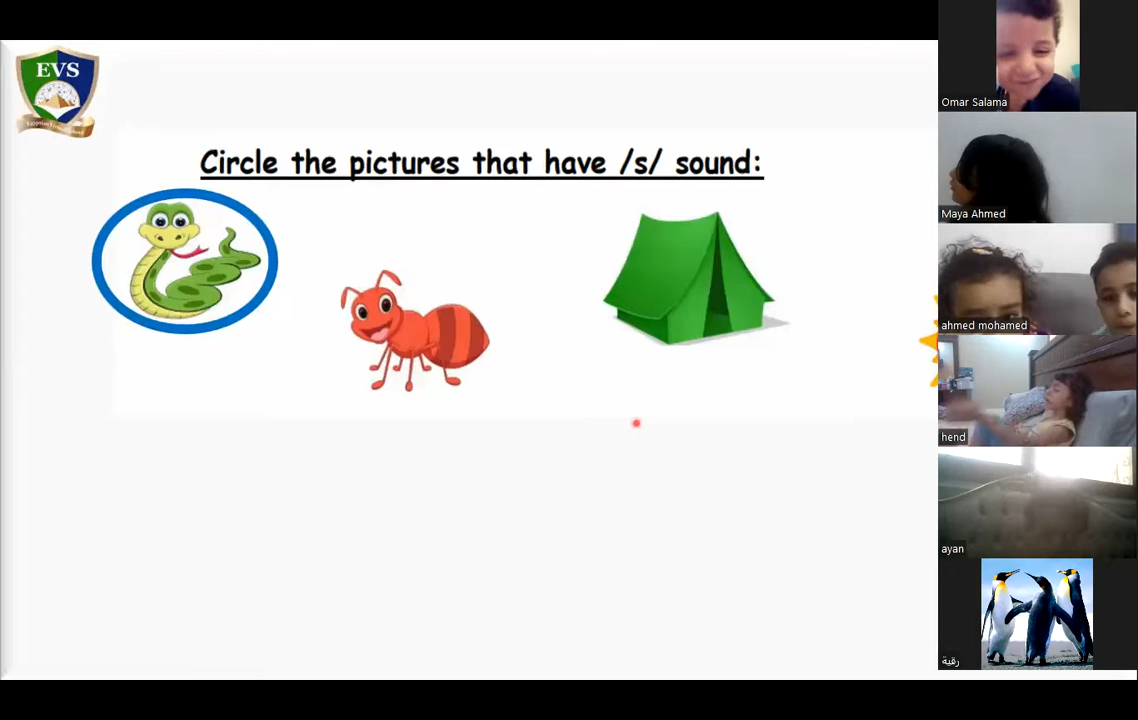 EVS
Circle the pictures that have /s/ sound:
Omar Salama
Maya Ahmed
ahmed mohamed
hend
ayan
رقية